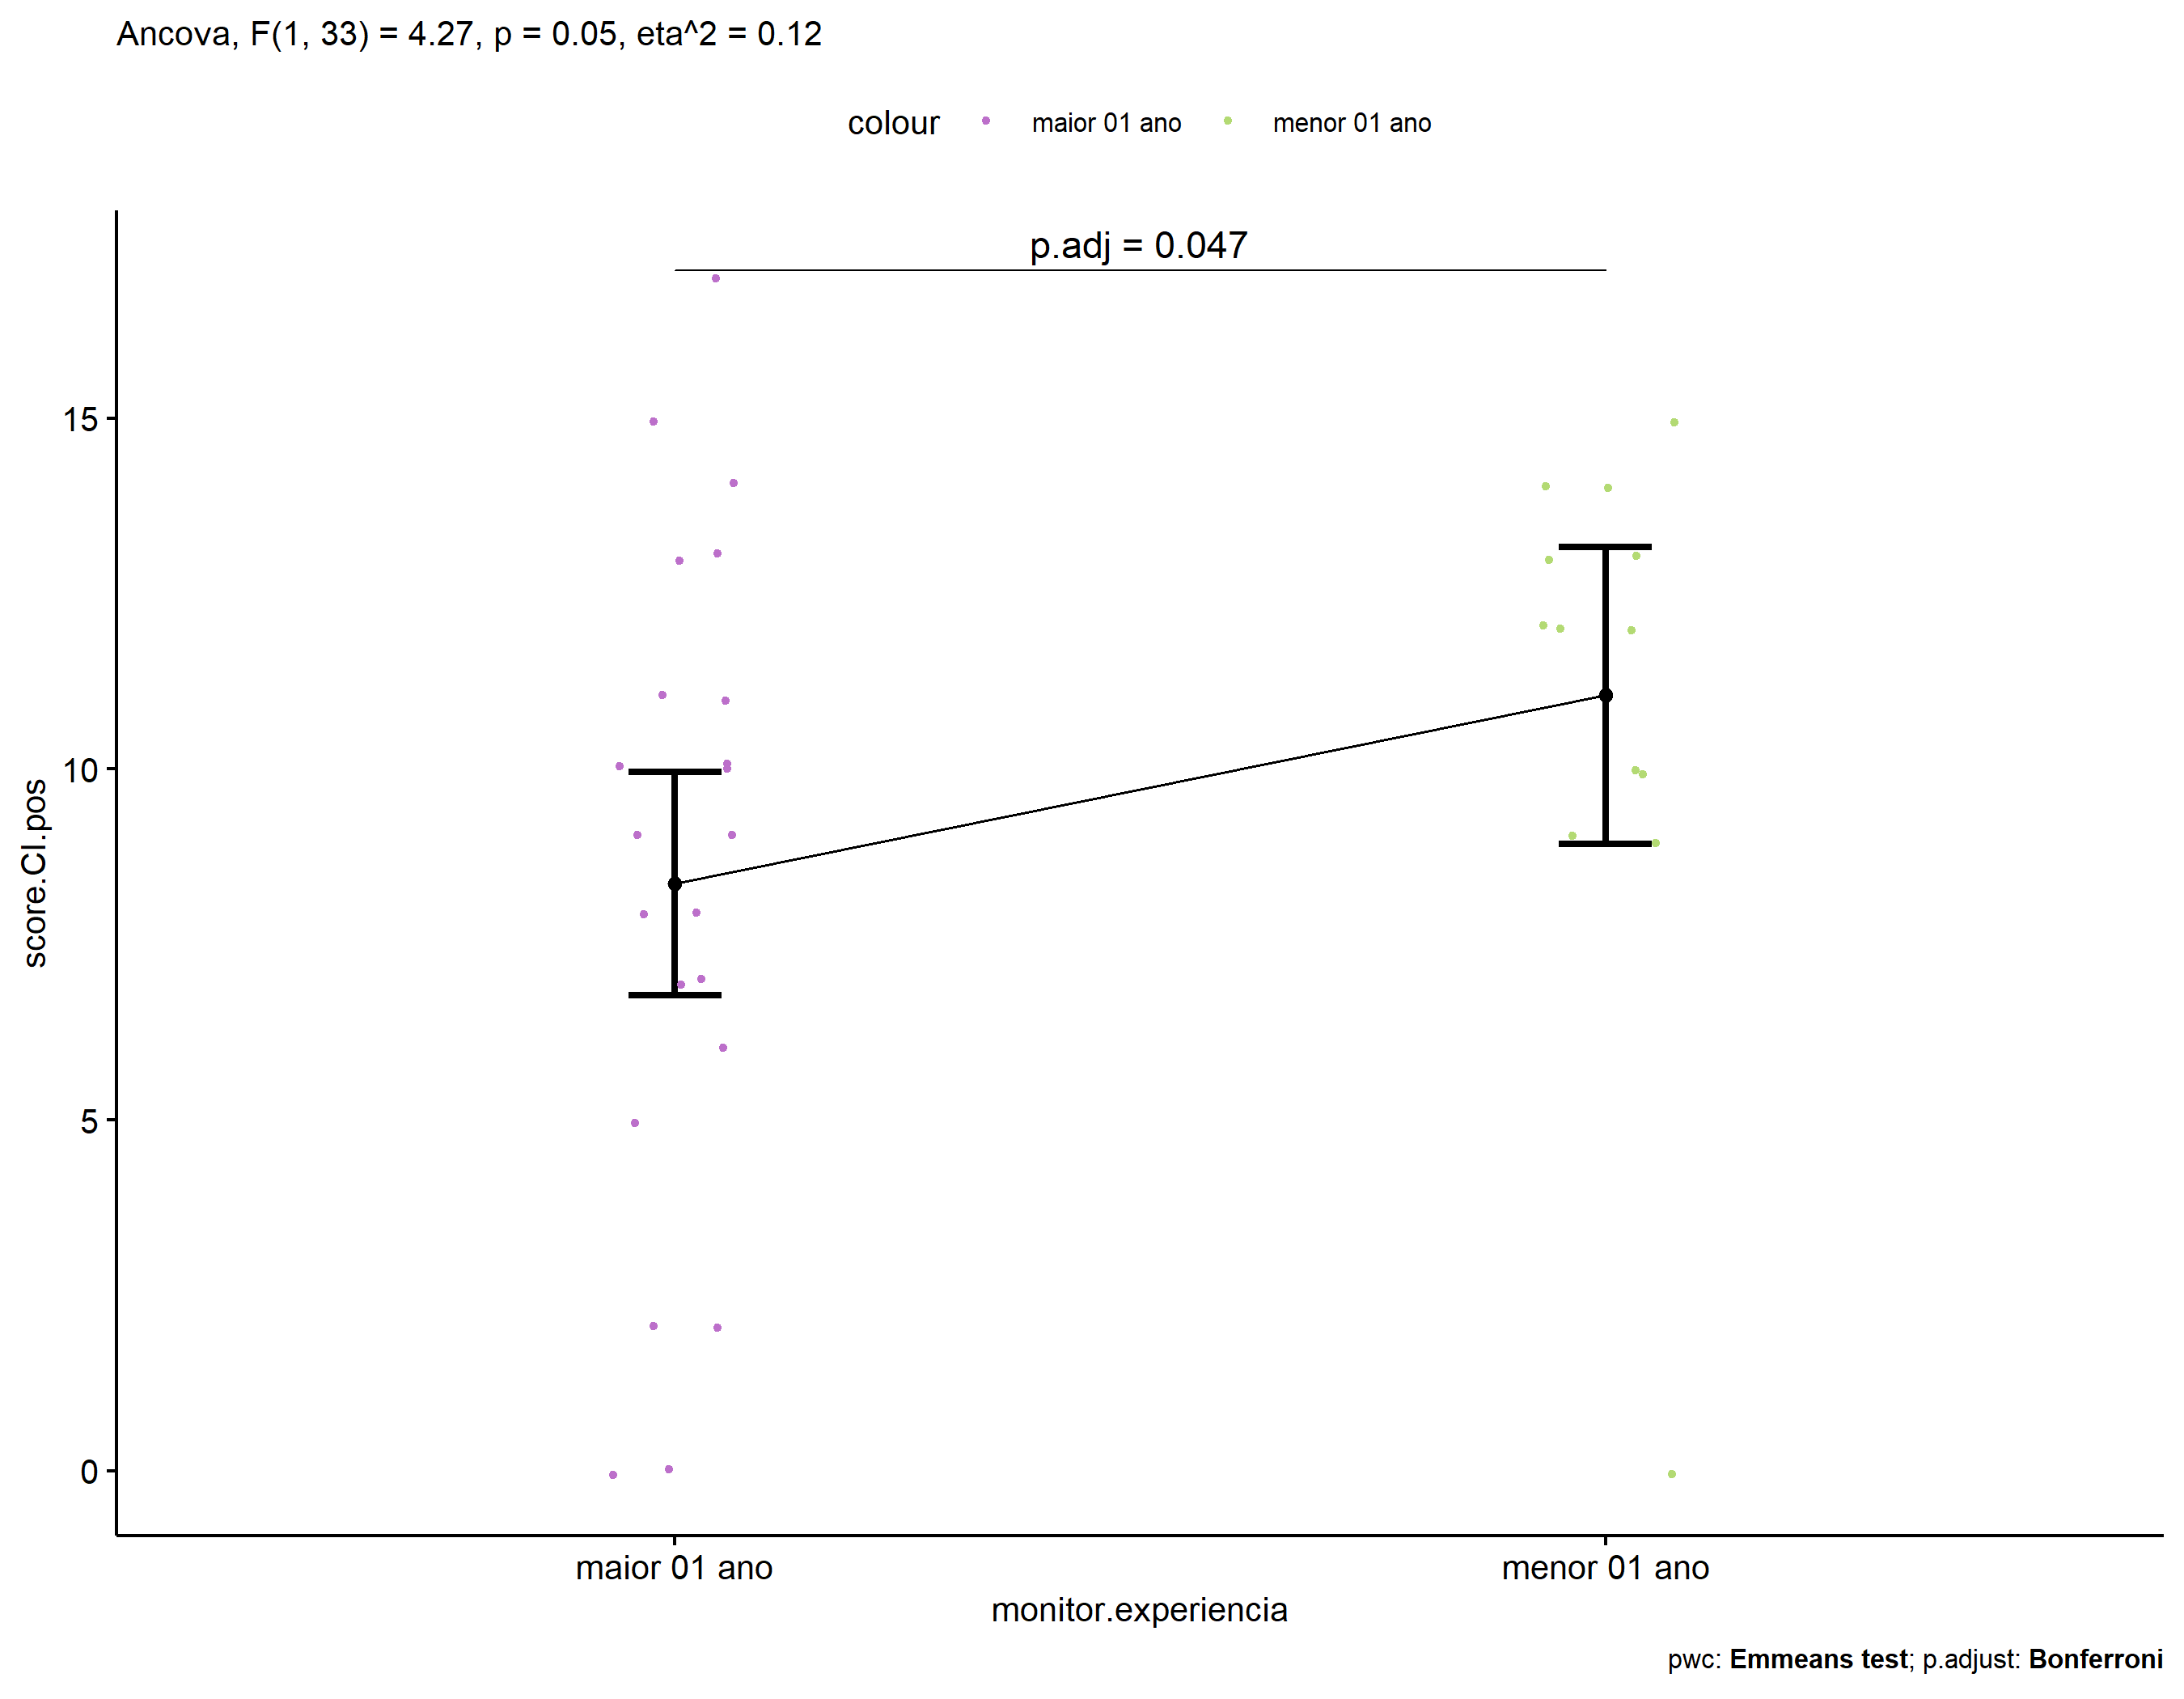 Ancova, F(1, 33) = 4.27, p = 0.05, eta^2 = 0.12
colour maior 01 ano menor 01 ano
p.adj = 0.047
15
10
5
0
score.CI.pos
maior 01 ano menor 01 ano
monitor.experiencia
pwc: Emmeans test; p.adjust: Bonferroni